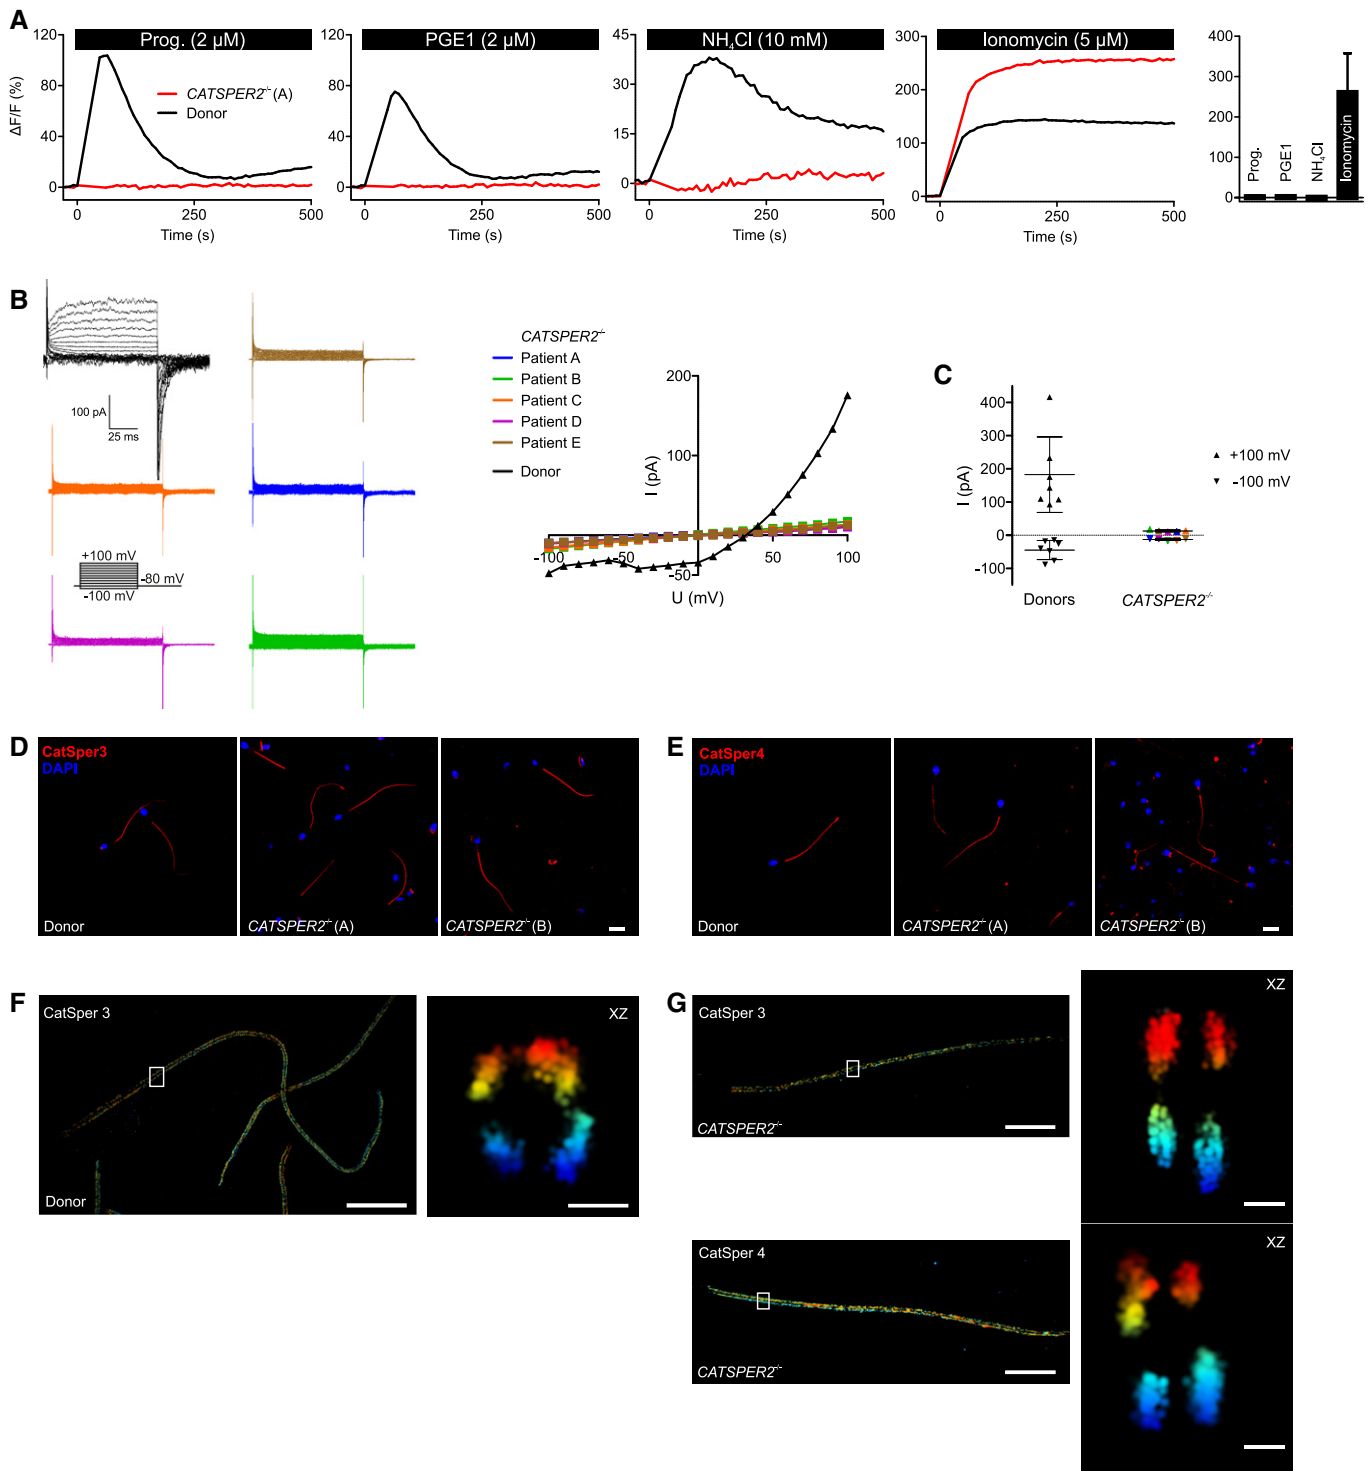 A
Prog. (2 µM)
PGE1 (2 µM)
NH4Cl (10 mM)
Ionomycin (5 µM)
ΔF/F (%)
120
80
40
0
CATSPER2-/- (A)
Donor
0
250
500
Time (s)
120
80
40
0
0
250
500
Time (s)
45
30
15
0
0
250
500
Time (s)
300
200
100
0
0
250
500
Time (s)
400
300
200
100
0
Prog.
PGE1
NH4Cl
Ionomycin
B
100 pA
25 ms
+100 mV
-80 mV
-100 mV
CATSPER2-/-
Patient A
Patient B
Patient C
Patient D
Patient E
Donor
I (pA)
200
100
-50
-100
-50
50
100
U (mV)
C
I (pA)
400
300
200
100
0
-100
Donors
CATSPER2-/-
+100 mV
-100 mV
D
CatSper3
DAPI
Donor
CATSPER2-/- (A)
CATSPER2-/- (B)
E
CatSper4
DAPI
Donor
CATSPER2-/- (A)
CATSPER2-/- (B)
F
CatSper 3
Donor
XZ
G
CatSper 3
CATSPER2-/-
XZ
CatSper 4
CATSPER2-/-
XZ